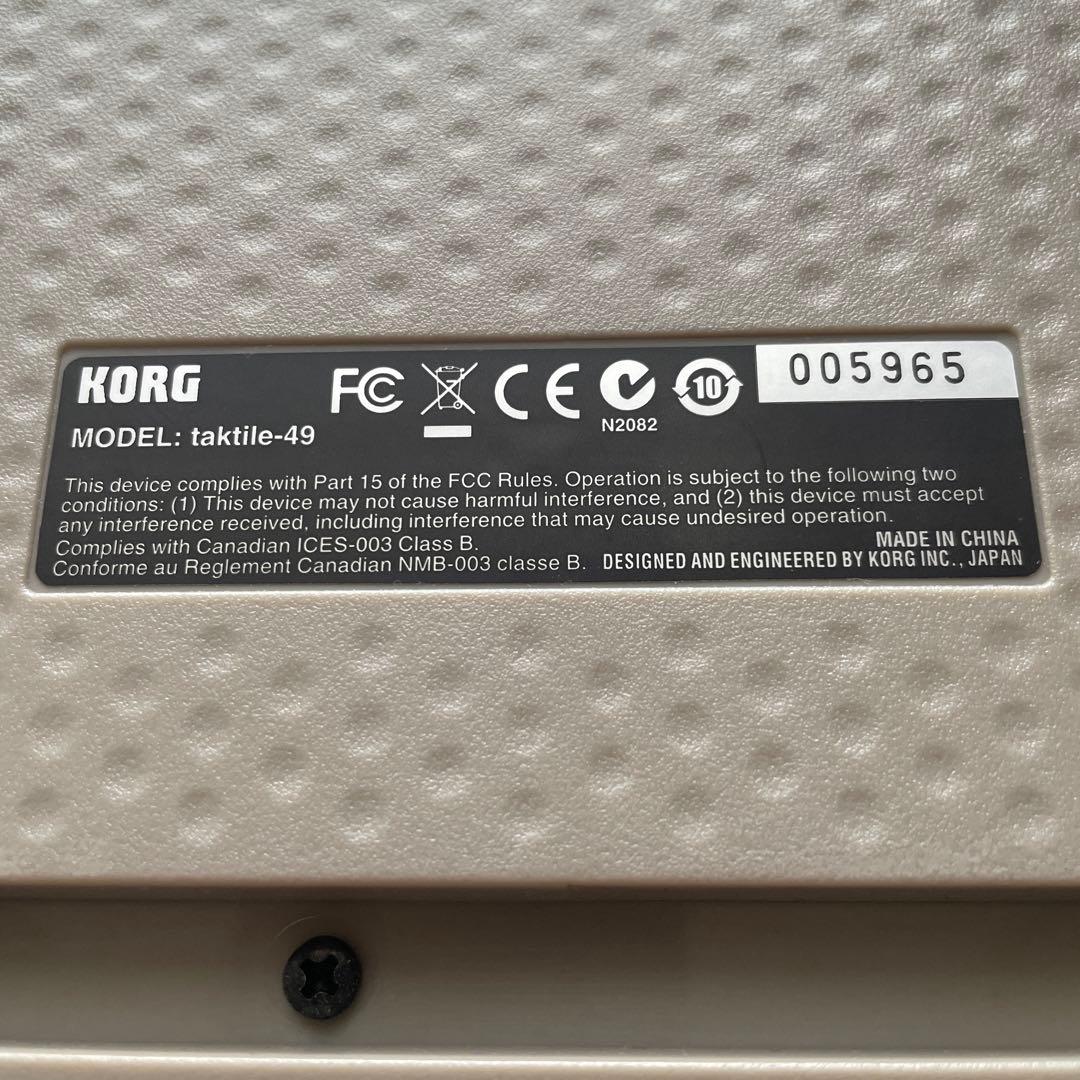 KORG
FC CE 10 005965
N2082
MODEL: taktile-49
This device complies with Part 15 of the FCC Rules. Operation is subject to the following two
conditions: (1) This device may not cause harmful interference, and (2) this device must accept
any interference received, including interference that may cause undesired operation.
Complies with Canadian ICES-003 Class B.
MADE IN CHINA
Conforme au Reglement Canadian NMB-003 classe B. DESIGNED AND ENGINEERED BY KORG INC., JAPAN